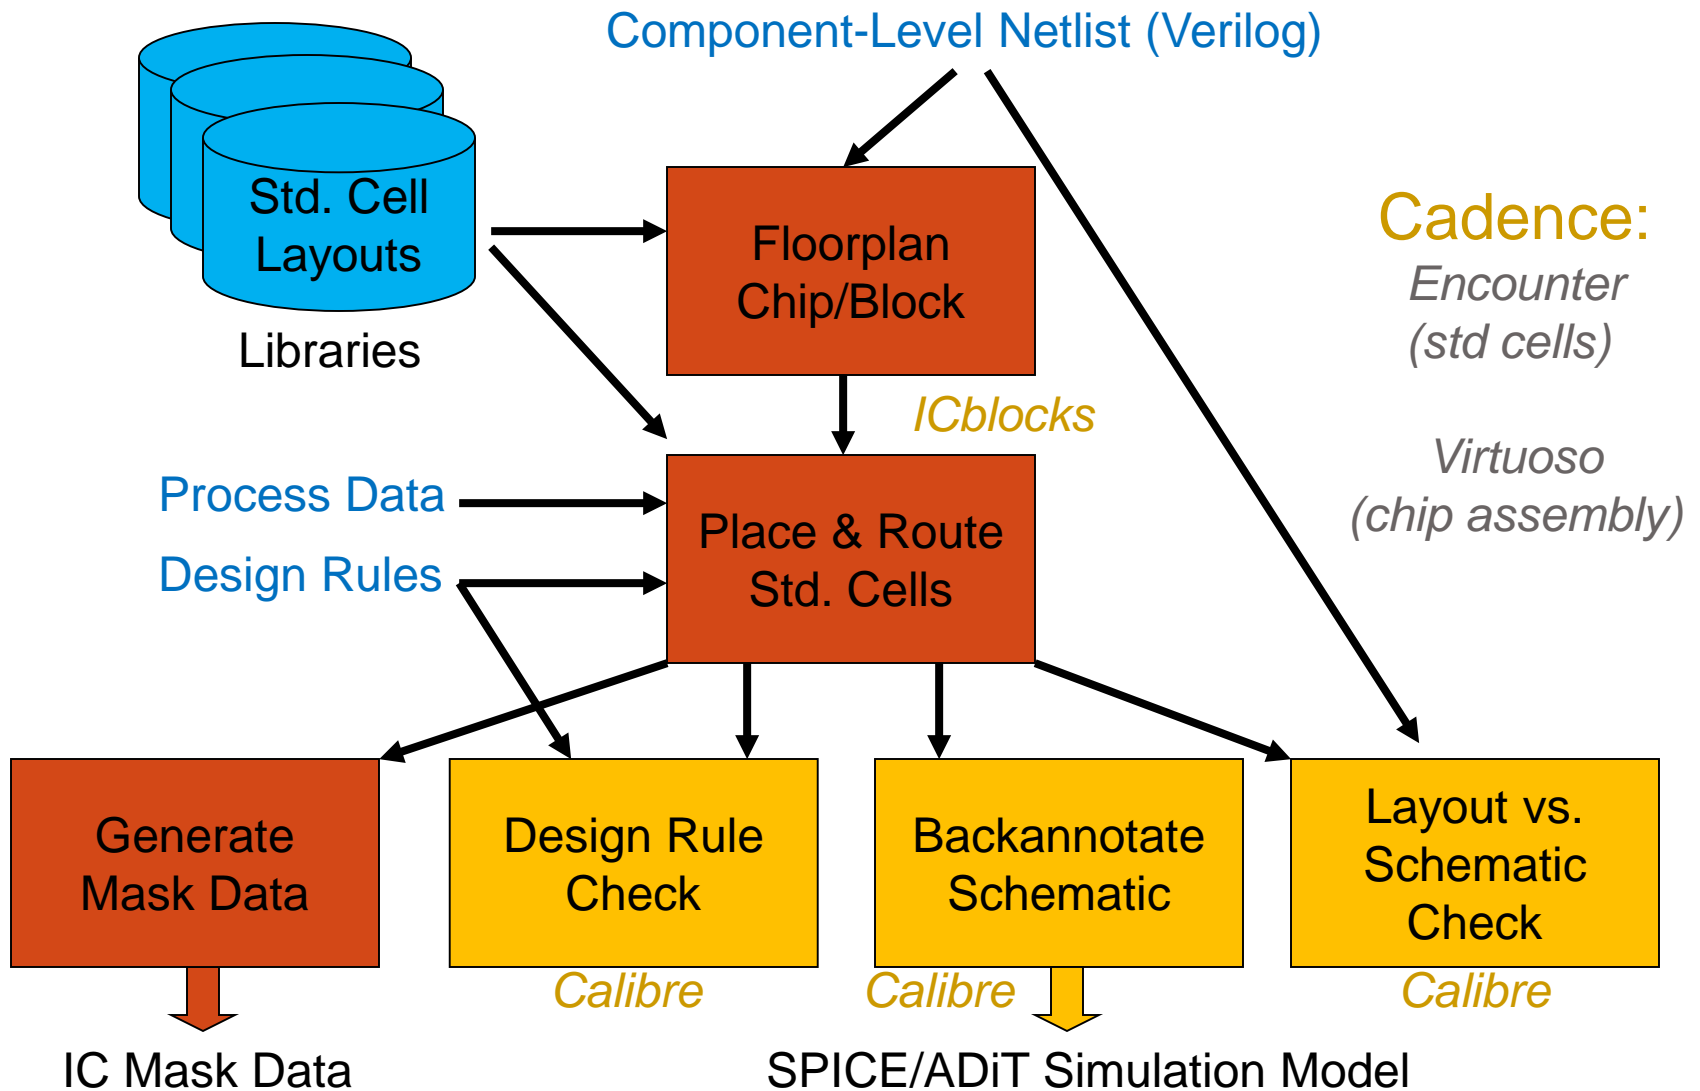 Component-Level Netlist (Verilog)
Std. Cell
Layouts
Libraries
Floorplan
Chip/Block
Cadence:
Encounter
(std cells)
ICblocks
Virtuoso
(chip assembly)
Process Data
Design Rules
Place & Route
Std. Cells
Generate
Mask Data
Design Rule
Check
Backannotate
Schematic
Layout vs.
Schematic
Check
Calibre
Calibre
Calibre
IC Mask Data
SPICE/ADiT Simulation Model